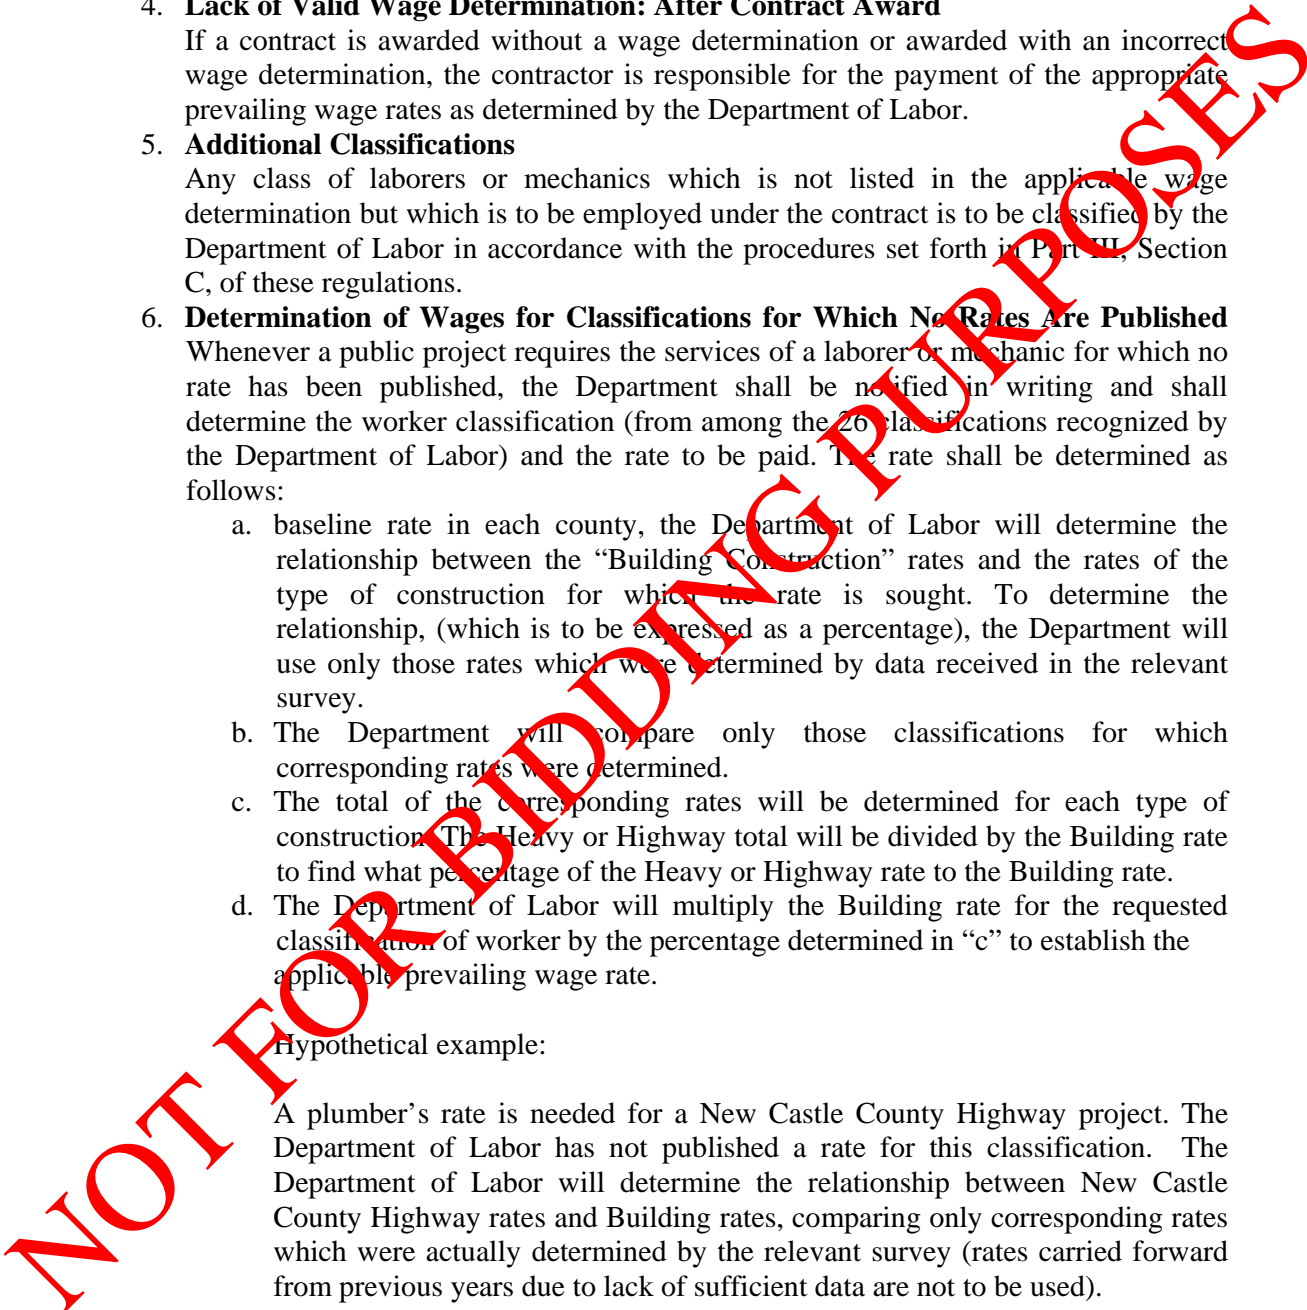 4. Lack of Valid Wage Determination: After Contract Award
If a contract is awarded without a wage determination or awarded with an incorrect
wage determination, the contractor is responsible for the payment of the appropriate
prevailing wage rates as determined by the Department of Labor.
5. Additional Classifications
Any class of laborers or mechanics which is not listed in the applicable wage
determination but which is to be employed under the contract is to be classified by the
Department of Labor in accordance with the procedures set forth in Part III, Section
C, of these regulations.
6. Determination of Wages for Classifications for Which No Rates Are Published
Whenever a public project requires the services of a laborer or mechanic for which no
rate has been published, the Department shall be notified in writing and shall
determine the worker classification (from among the 26 classifications recognized by
the Department of Labor) and the rate to be paid. The rate shall be determined as
follows:
a. baseline rate in each county, the Department of Labor will determine the
relationship between the “Building Construction” rates and the rates of the
type of construction for which the rate is sought. To determine the
relationship, (which is to be expressed as a percentage), the Department will
use only those rates which were determined by data received in the relevant
survey.
b. The Department will compare only those classifications for which
corresponding rates were determined.
c. The total of the corresponding rates will be determined for each type of
construction. The Heavy or Highway total will be divided by the Building rate
to find what percentage of the Heavy or Highway rate to the Building rate.
d. The Department of Labor will multiply the Building rate for the requested
classification of worker by the percentage determined in “c” to establish the
applicable prevailing wage rate.
Hypothetical example:
A plumber’s rate is needed for a New Castle County Highway project. The
Department of Labor has not published a rate for this classification. The
Department of Labor will determine the relationship between New Castle
County Highway rates and Building rates, comparing only corresponding rates
which were actually determined by the relevant survey (rates carried forward
from previous years due to lack of sufficient data are not to be used).
NOT FOR BIDDING PURPOSES